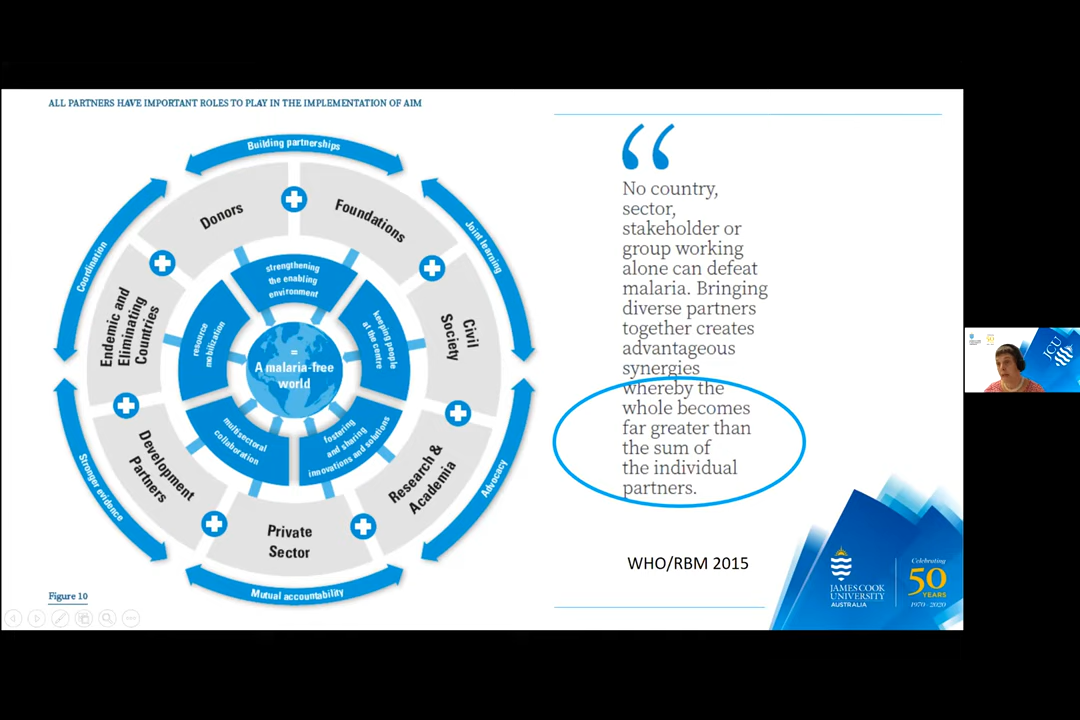 ALL PARTNERS HAVE IMPORTANT ROLES TO PLAY IN THE IMPLEMENTATION OF AIM
Building partnerships
Joint learning
Advocacy
Mutual accountability
Stronger evidence
Coordination
Donors
Foundations
Civil
Society
Research &
Academia
Private
Sector
Development
Partners
Endemic and
Eliminating
Countries
strengthening
the enabling
environment
keeping people
at the centre
fostering
and sharing
innovations and solutions
multisectoral
collaboration
resource
mobilization
=
A malaria-free
world
Figure 10
“
No country,
sector,
stakeholder or
group working
alone can defeat
malaria. Bringing
diverse partners
together creates
advantageous
synergies
whereby the
whole becomes
far greater than
the sum of
the individual
partners.
WHO/RBM 2015
JAMES COOK
UNIVERSITY
AUSTRALIA
Celebrating
50
YEARS
1970 - 2020
JCU